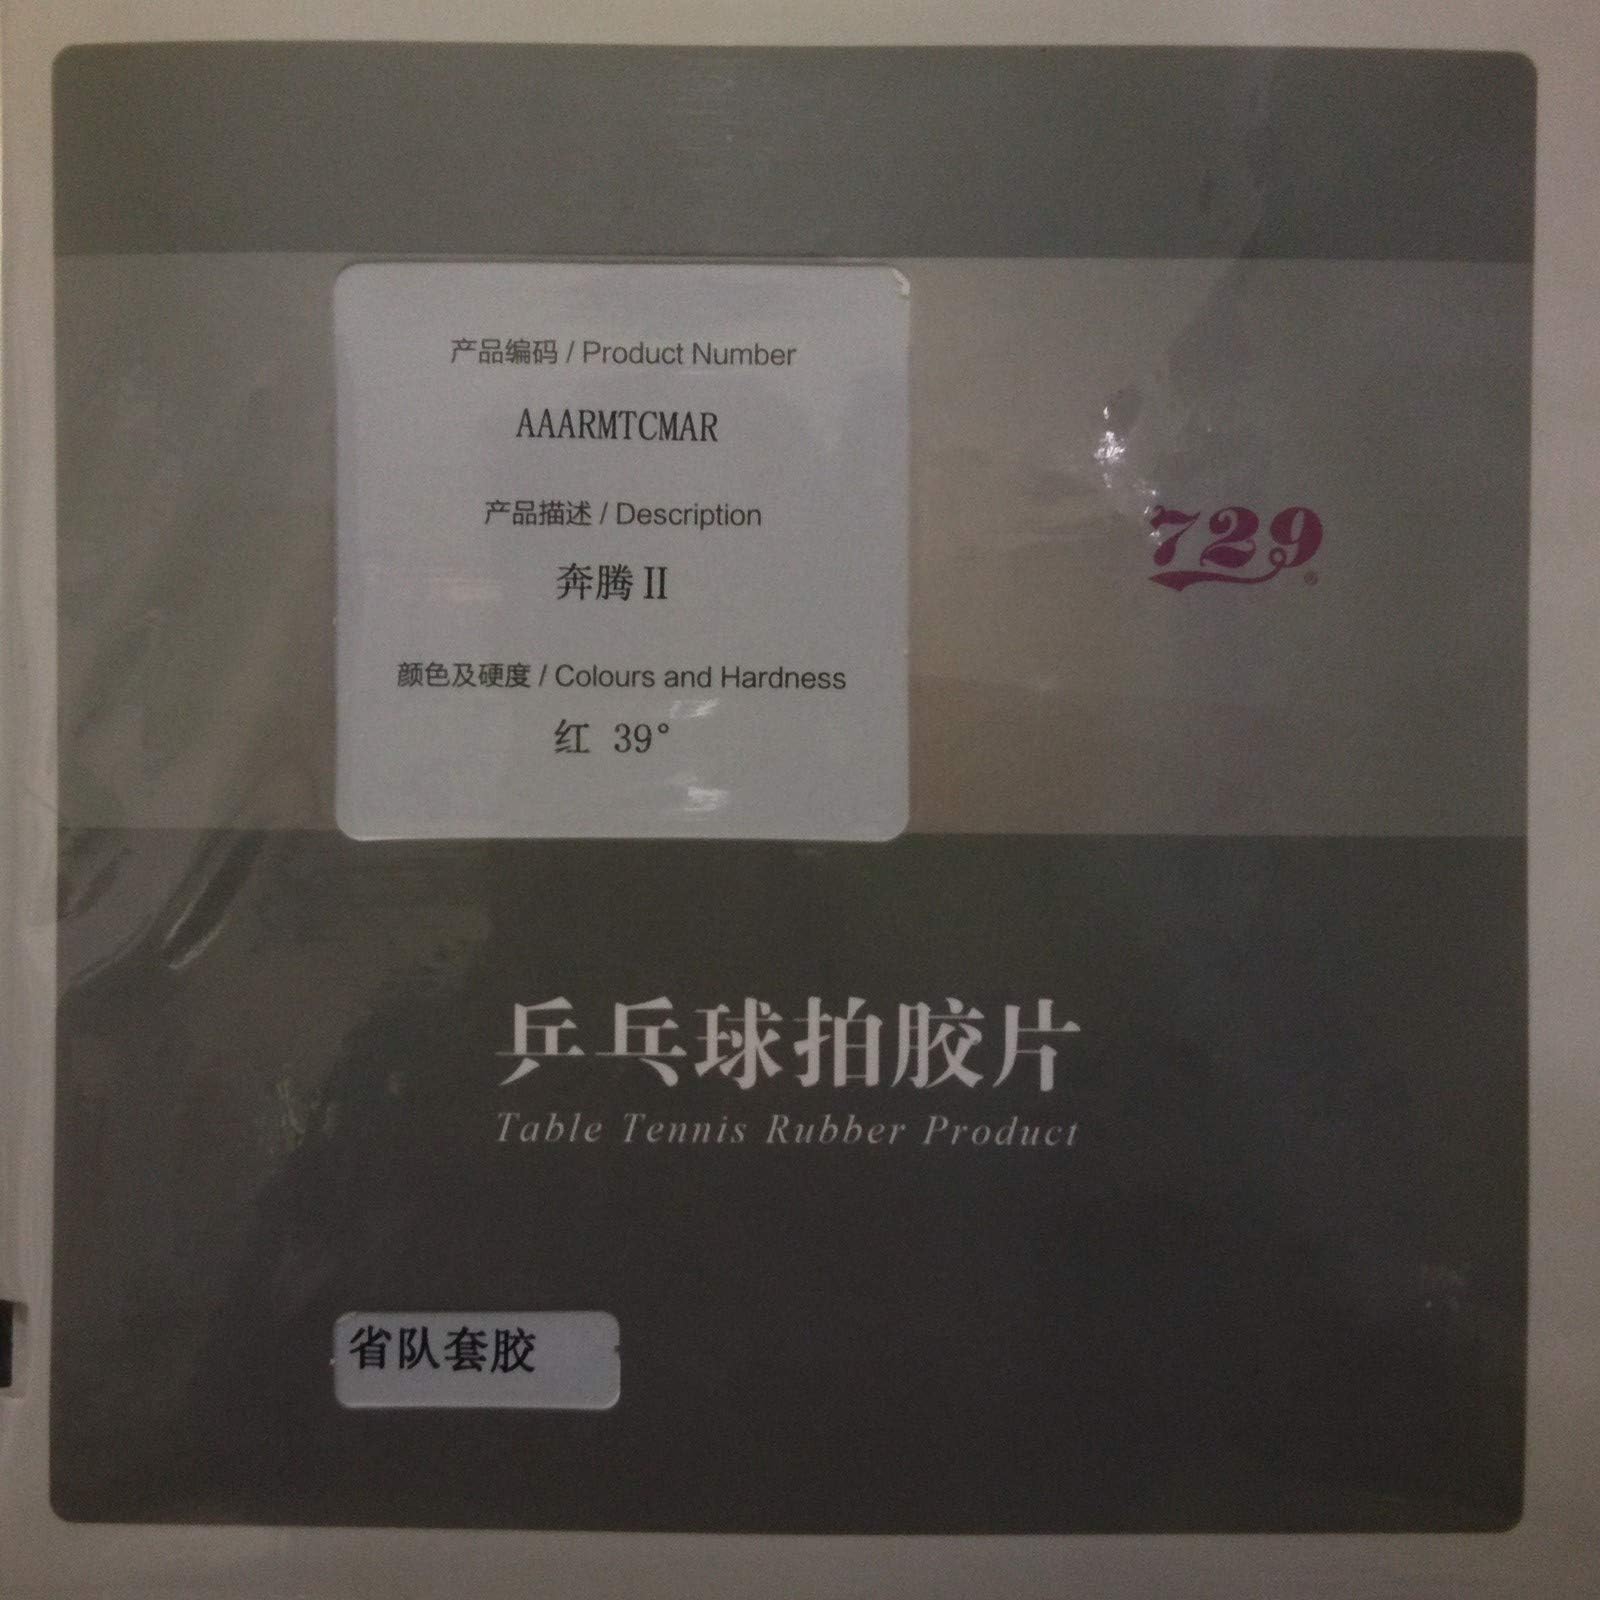 产品编码 / Product Number
AAARMTCMAR
产品描述 / Description
奔腾II
颜色及硬度 / Colours and Hardness
红 39°
729®
乒乓球拍胶片
Table Tennis Rubber Product
省队套胶